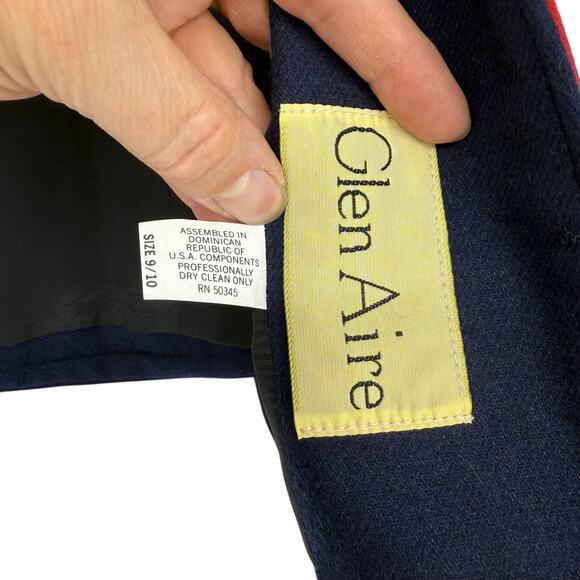 ASSEMBLED IN
DOMINICAN
REPUBLIC OF
U.S.A. COMPONENTS
PROFESSIONALLY
DRY CLEAN ONLY
RN 50345
SIZE 9/10
Glen Aire